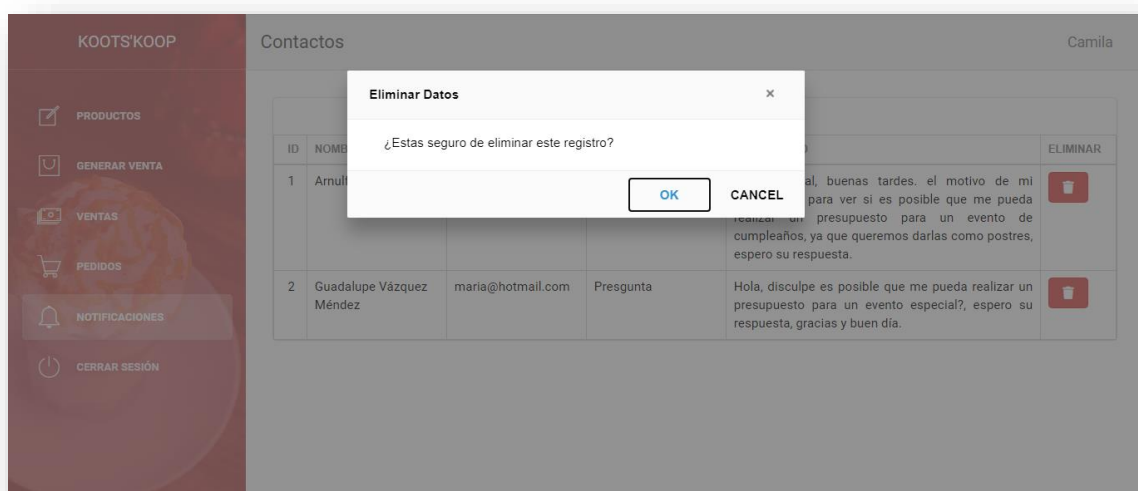 KOOTS'KOOP
Contactos
Camila
PRODUCTOS
GENERAR VENTA
VENTAS
PEDIDOS
NOTIFICACIONES
CERRAR SESIÓN
Eliminar Datos
×
¿Estas seguro de eliminar este registro?
OK
CANCEL
ID
ELIMINAR
1
al, buenas tardes. el motivo de mi
para ver si es posible que me pueda
realizar un presupuesto para un evento de
cumpleaños, ya que queremos darlas como postres,
espero su respuesta.
2
Guadalupe Vázquez
Méndez
maria@hotmail.com
Presgunta
Hola, disculpe es posible que me pueda realizar un
presupuesto para un evento especial?, espero su
respuesta, gracias y buen día.